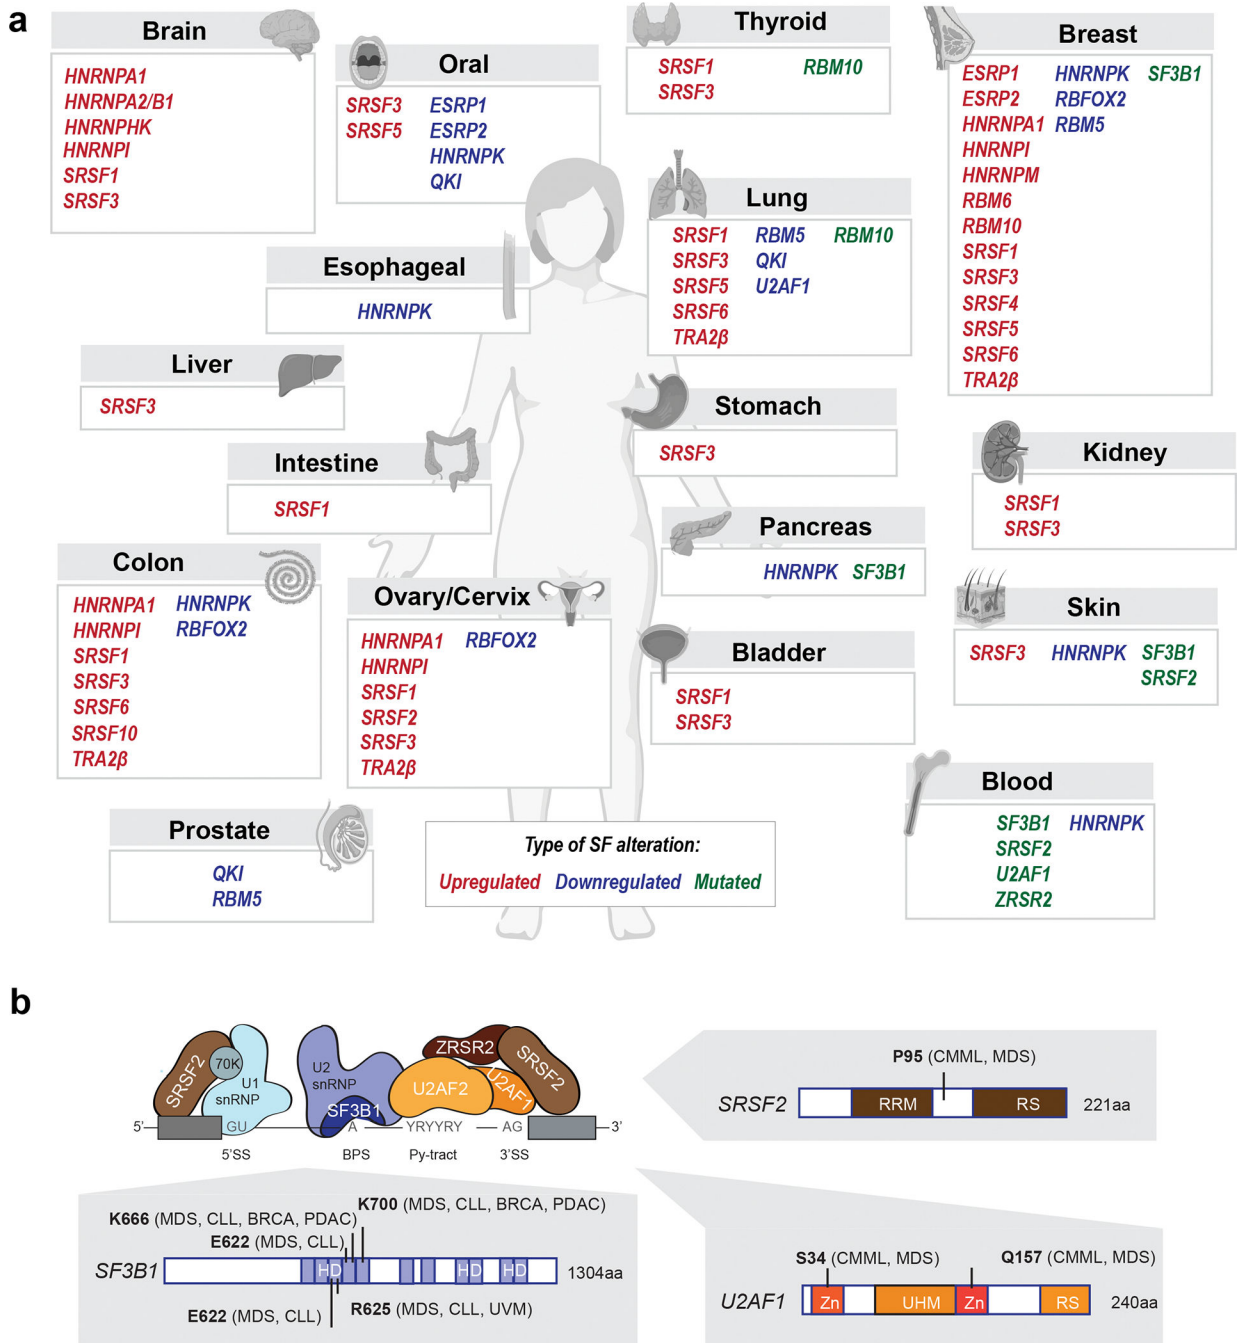 a
Brain
HNRNPA1
HNRNPA2/B1
HNRNPHK
HNRNPI
SRSF1
SRSF3
Oral
SRSF3 ESRP1
SRSF5 ESRP2
HNRNPK
QKI
Thyroid
SRSF1 RBM10
SRSF3
Breast
ESRP1 HNRNPK SF3B1
ESRP2 RBFOX2
HNRNPA1 RBM5
HNRNPI
HNRNPM
RBM6
RBM10
SRSF1
SRSF3
SRSF4
SRSF5
SRSF6
TRA2β
Lung
SRSF1 RBM5 RBM10
SRSF3 QKI
SRSF5 U2AF1
SRSF6
TRA2β
Esophageal
HNRNPK
Liver
SRSF3
Stomach
SRSF3
Intestine
SRSF1
Kidney
SRSF1
SRSF3
Pancreas
HNRNPK SF3B1
Colon
HNRNPA1 HNRNPK
HNRNPI RBFOX2
SRSF1
SRSF3
SRSF6
SRSF10
TRA2β
Ovary/Cervix
HNRNPA1 RBFOX2
HNRNPI
SRSF1
SRSF2
SRSF3
TRA2β
Skin
SRSF3 HNRNPK SF3B1
SRSF2
Bladder
SRSF1
SRSF3
Blood
SF3B1 HNRNPK
SRSF2
U2AF1
ZRSR2
Prostate
QKI
RBM5
Type of SF alteration:
Upregulated Downregulated Mutated
b
SRSF2
70K
U1
snRNP
U2
snRNP
SF3B1
ZRSR2
U2AF2
U2AF1
SRSF2
5' GU A YRYYRY AG 3'
5'SS BPS Py-tract 3'SS
P95 (CMML, MDS)
SRSF2 RRM RS 221aa
K700 (MDS, CLL, BRCA, PDAC)
K666 (MDS, CLL, BRCA, PDAC)
E622 (MDS, CLL)
SF3B1 HD HD HD 1304aa
E622 (MDS, CLL) R625 (MDS, CLL, UVM)
S34 (CMML, MDS) Q157 (CMML, MDS)
U2AF1 Zn UHM Zn RS 240aa